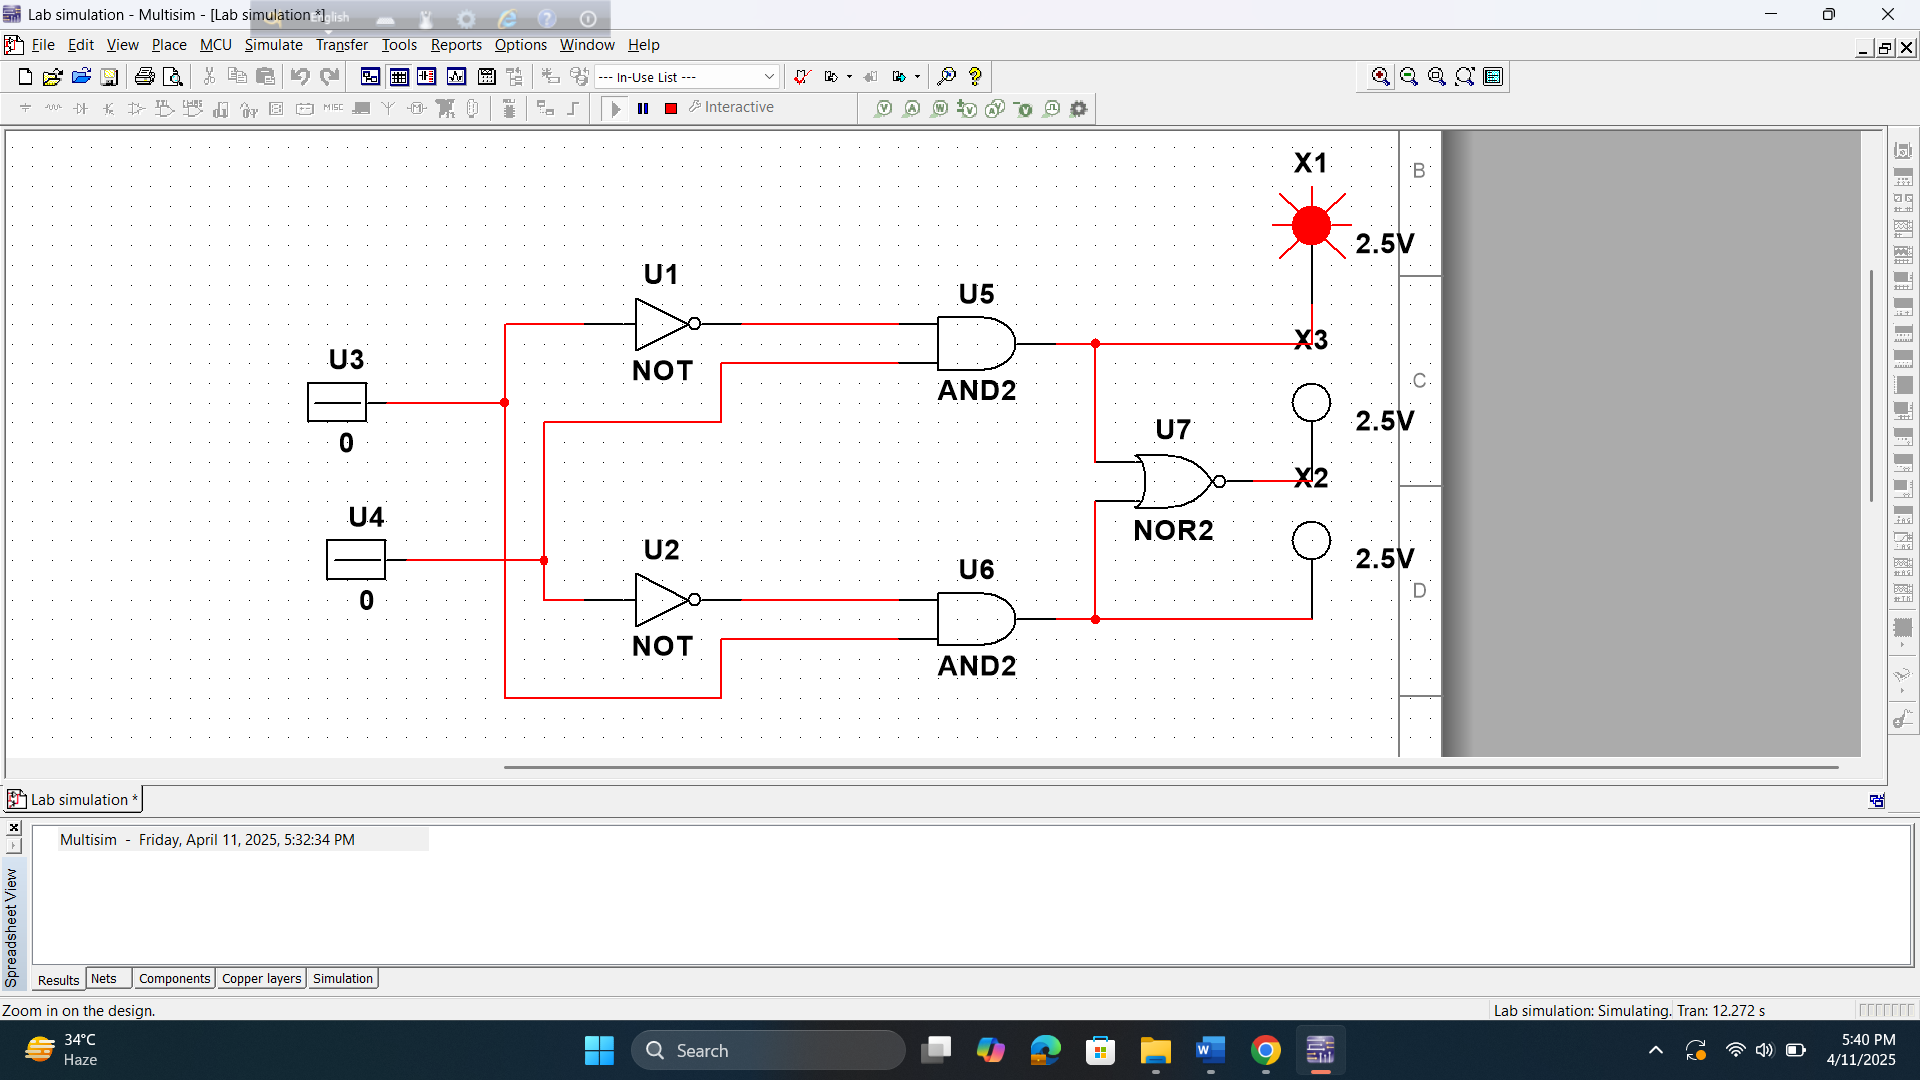 Lab simulation - Multisim - [Lab simulation *]
English
File Edit View Place MCU Simulate Transfer Tools Reports Options Window Help
--- In-Use List ---
MISC
Interactive
V A W V AV V
B
X1
2.5V
U1
U5
X3
U3
NOT
AND2
C
0
2.5V
U7
X2
U4
NOR2
U2
2.5V
U6
D
0
NOT
AND2
Lab simulation *
Multisim - Friday, April 11, 2025, 5:32:34 PM
Spreadsheet View
Results Nets Components Copper layers Simulation
Zoom in on the design.
Lab simulation: Simulating. Tran: 12.272 s
34°C
Haze
Search
5:40 PM
4/11/2025